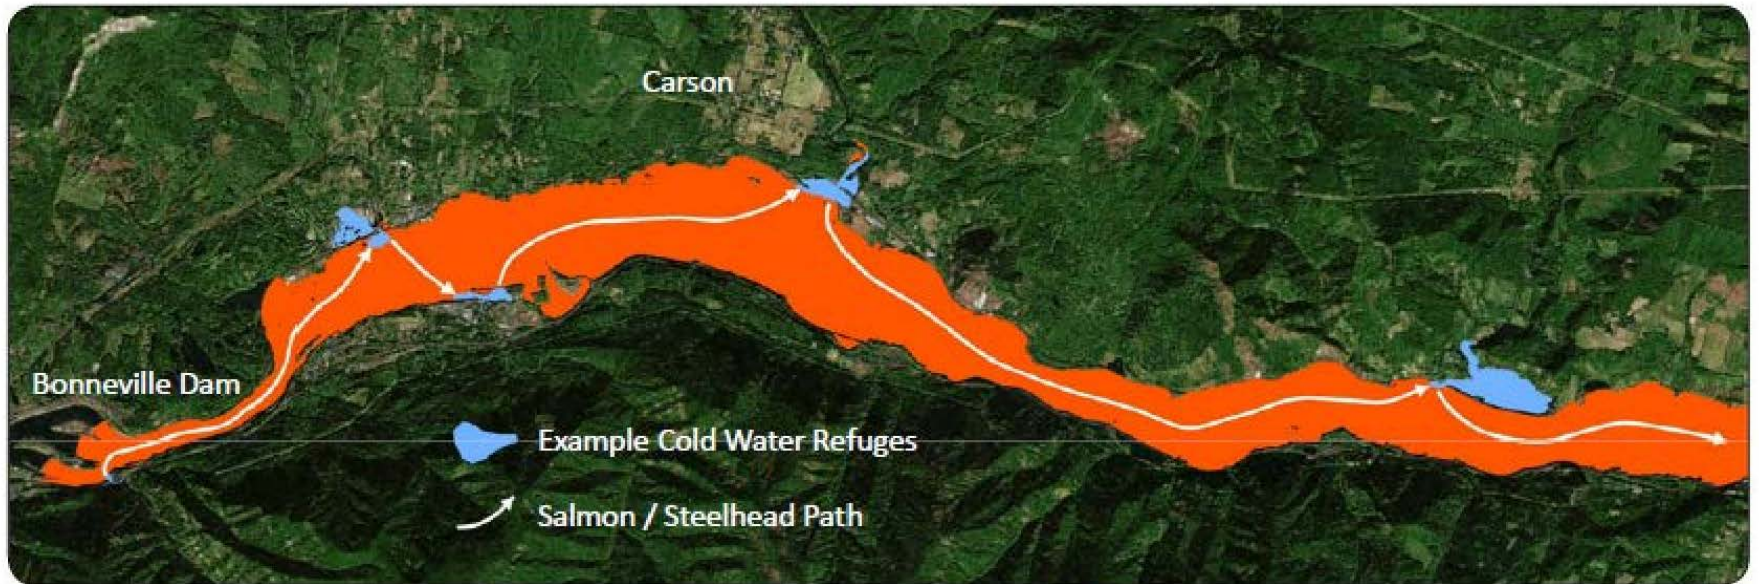 Carson
Bonneville Dam
Example Cold Water Refuges
Salmon / Steelhead Path